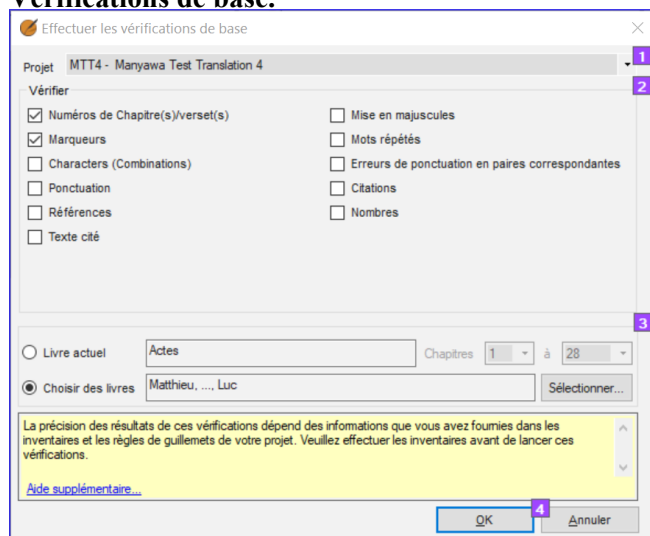 Vérifications de base.
Effectuer les vérifications de base
Projet MTT4 - Manyawa Test Translation 4
1
2
Vérifier
Numéros de Chapitre(s)/verset(s) Mise en majuscules
Marqueurs Mots répétés
Characters (Combinations) Erreurs de ponctuation en paires correspondantes
Ponctuation Citations
Références Nombres
Texte cité
3
Livre actuel Actes Chapitres 1 à 28
Choisir des livres Matthieu, ..., Luc Sélectionner...
La précision des résultats de ces vérifications dépend des informations que vous avez fournies dans les
inventaires et les règles de guillemets de votre projet. Veuillez effectuer les inventaires avant de lancer ces
vérifications.
Aide supplémentaire...
4
OK Annuler